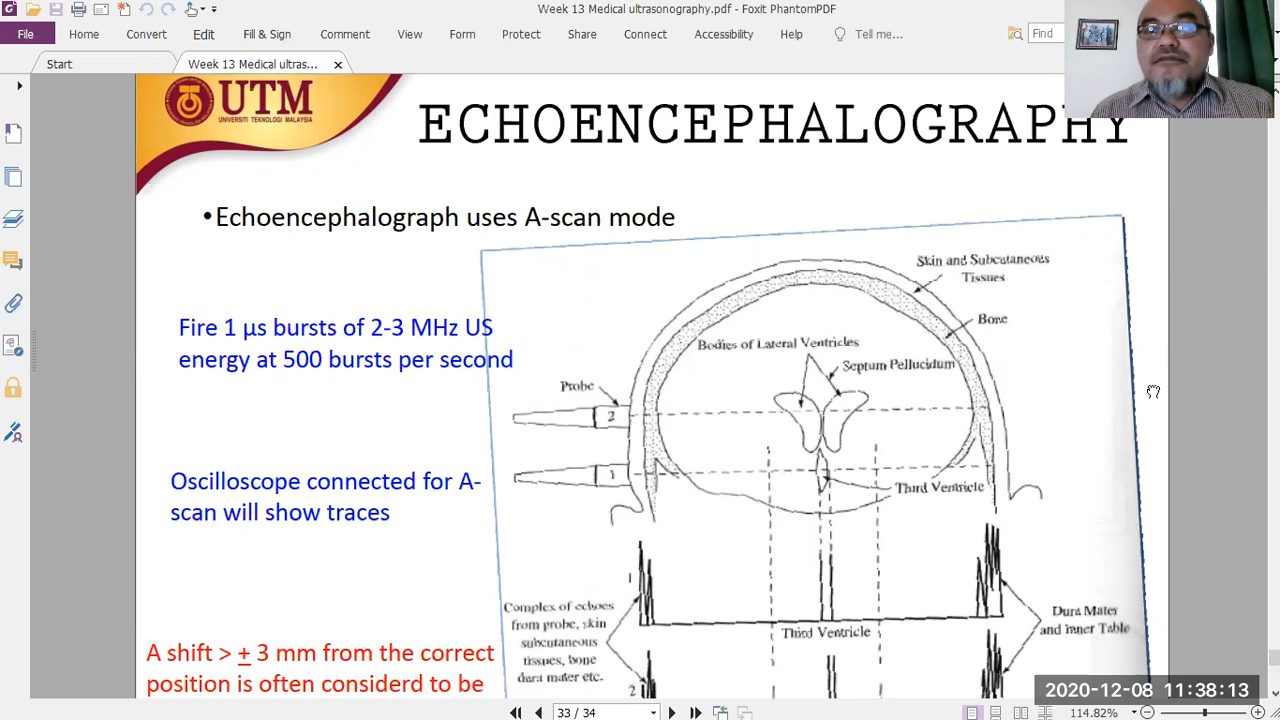 Week 13 Medical ultrasonography.pdf - Foxit PhantomPDF
File
Home
Convert
Edit
Fill & Sign
Comment
View
Form
Protect
Share
Connect
Accessibility
Help
Tell me...
Find
Start
Week 13 Medical ultras...
UTM
UNIVERSITI TEKNOLOGI MALAYSIA
ECHOENCEPHALOGRAPHY
•Echoencephalograph uses A-scan mode
Fire 1 μs bursts of 2-3 MHz US
energy at 500 bursts per second
Oscilloscope connected for A-
scan will show traces
A shift > ± 3 mm from the correct
position is often considerd to be
Skin and Subcutaneous
Tissues
Bone
Bodies of Lateral Ventricles
Septum Pellucidum
Probe
2
1
Third Ventricle
Complex of echoes
from probe, skin
subcutaneous
tissues, bone
dura mater etc.
Third Ventricle
Dura Mater
and Inner Table
1
2
2020-12-08 11:38:13
33 / 34
114.82%